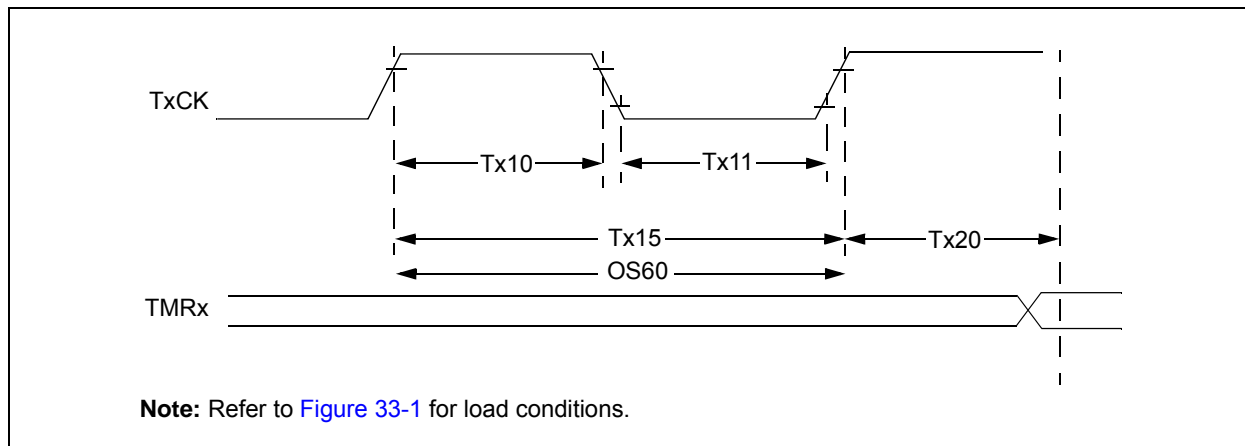 TxCK
Tx10
Tx11
Tx15
Tx20
OS60
TMRx
Note: Refer to Figure 33-1 for load conditions.